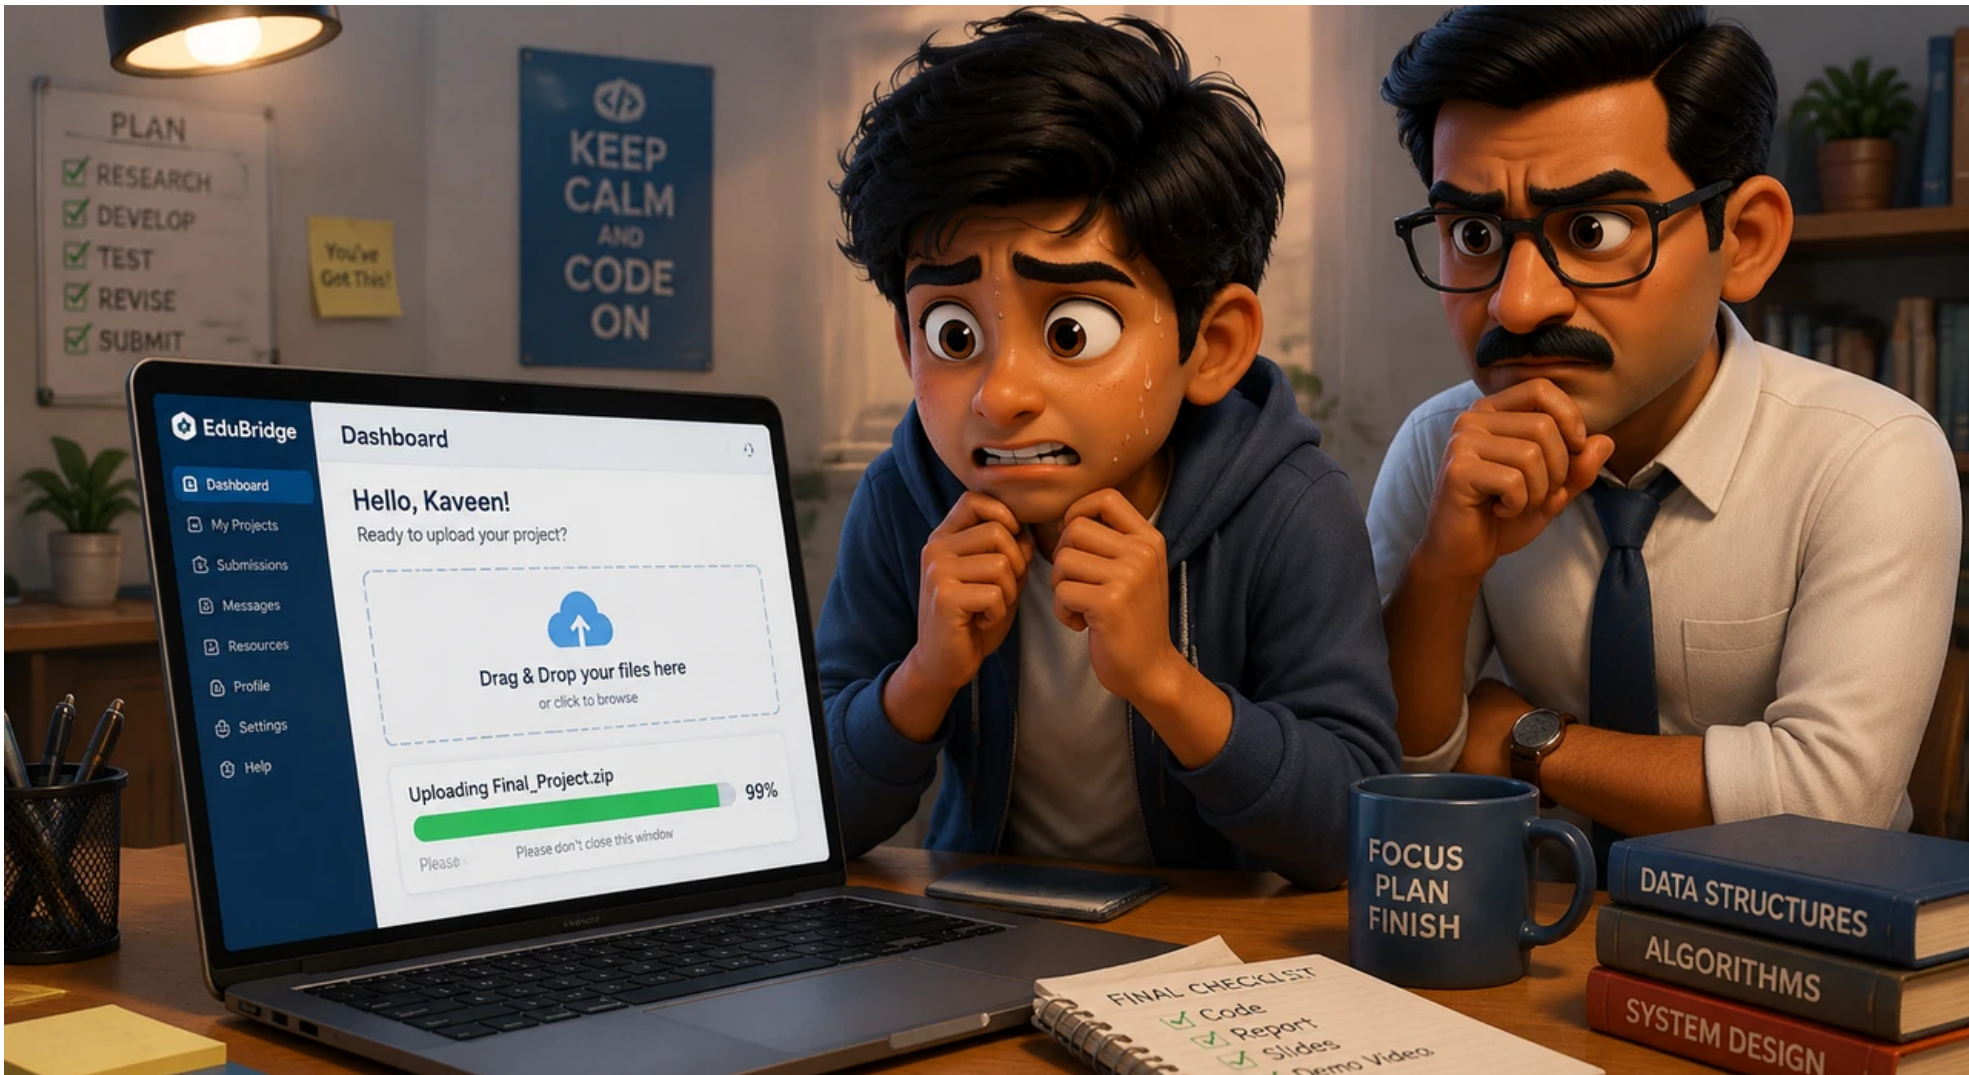 PLAN
RESEARCH
DEVELOP
TEST
REVISE
SUBMIT
You've
Got This!
</>
KEEP
CALM
AND
CODE
ON
EduBridge
Dashboard
My Projects
Submissions
Messages
Resources
Profile
Settings
Help
Dashboard
Hello, Kaveen!
Ready to upload your project?
Drag & Drop your files here
or click to browse
Uploading Final_Project.zip
99%
Please
Please don't close this window
FOCUS
PLAN
FINISH
DATA STRUCTURES
ALGORITHMS
SYSTEM DESIGN
FINAL CHECKLIST
Code
Report
Slides
Demo Video